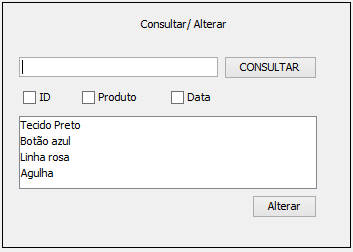 Consultar/ Alterar
CONSULTAR
ID Produto Data
Tecido Preto
Botão azul
Linha rosa
Agulha
Alterar